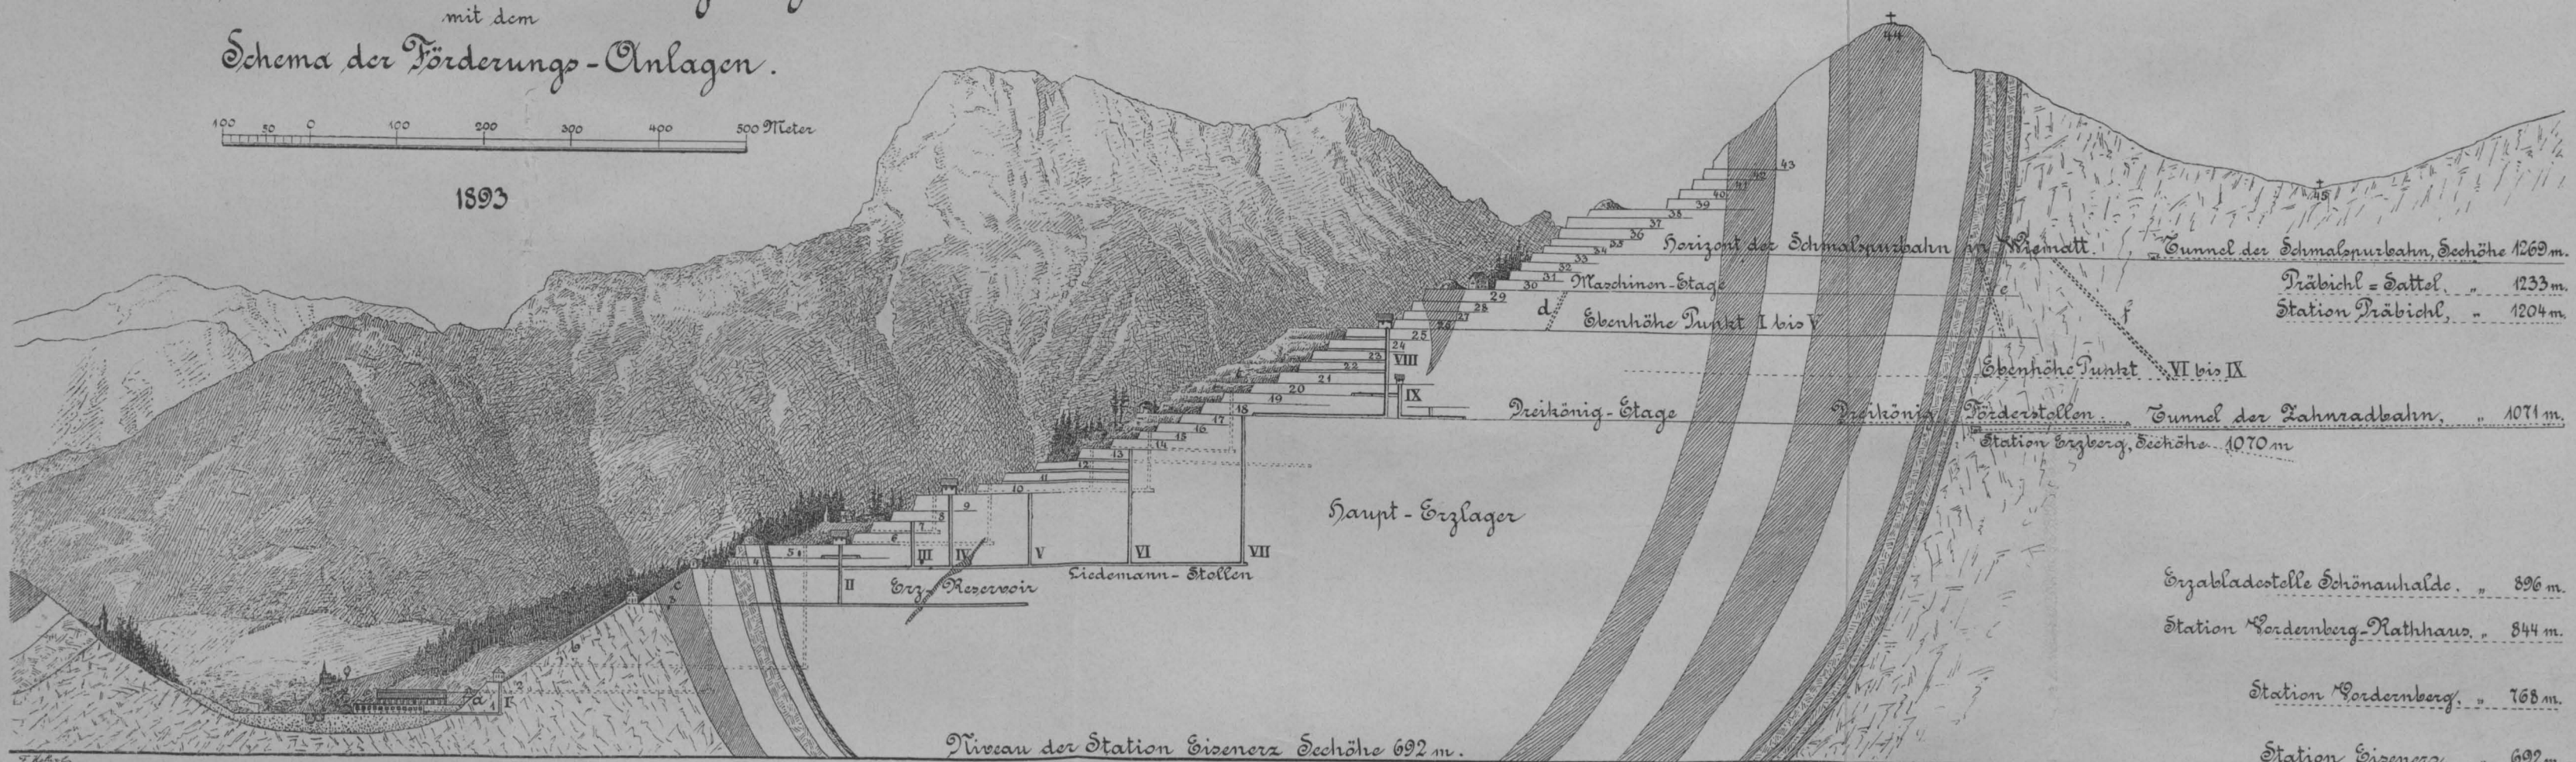 mit dem
Schema der Förderungs-Anlagen.
100 50 0 100 200 300 400 500 Meter
1893
44
45
43
42
41
40
39
38
37
36
35
34
33
32
31
30
29
28
27
26
25
24
23
22
21
20
19
18
17
16
15
14
13
12
11
10
9
8
7
6
5
4
3
Horizont der Schmalspurbahn in Wismatt. Tunnel der Schmalspurbahn, Seehöhe 1269 m.
Präbichl = Sattel, „ 1233 m.
Maschinen-Etage
d
e
f
Station Präbichl, „ 1204 m.
Ebenhöhe Punkt I bis V
VIII
Ebenhöhe Punkt VI bis IX
IX
Dreikönig-Etage Dreikönig Förderstollen. Tunnel der Zahnradbahn, „ 1071 m.
Station Erzberg, Seehöhe 1070 m
Haupt-Erzlager
II III IV V VI VII
Liedemann-Stollen
Erz-Reservoir
c
b
a
1
I
2
Erzabladestelle Schönauhalde. „ 896 m.
Station Vordernberg-Rathhaus. „ 844 m.
Station Vordernberg. „ 768 m.
Niveau der Station Eisenerz Seehöhe 692 m.
Station Eisenerz „ 692 m